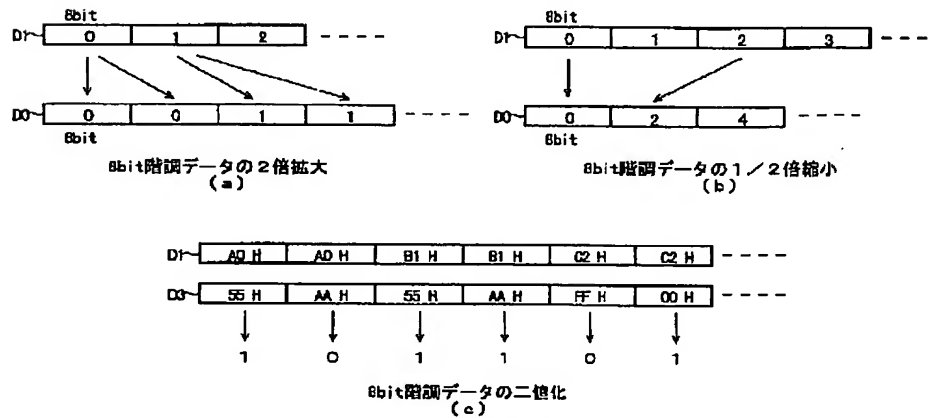 8bit
D1 0 1 2
D0 0 0 1 1
8bit
8bit階調データの2倍拡大
(a)
8bit
D1 0 1 2 3
D0 0 2 4
8bit
8bit階調データの1/2倍縮小
(b)
D1 A0 H A0 H B1 H B1 H C2 H C2 H
D3 55 H AA H 55 H AA H FF H 00 H
1 0 1 1 0 1
8bit階調データの二値化
(c)